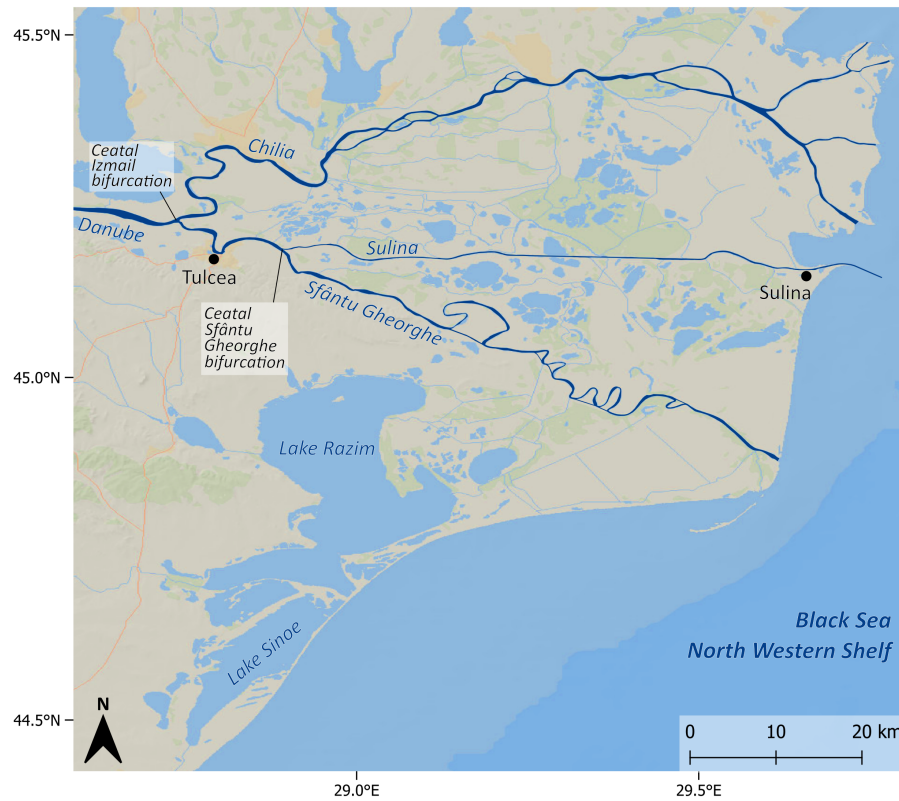 45.5°N
Chilia
Ceatal
Izmail
bifurcation
Danube
Sulina
Tulcea
Sulina
Sfântu Gheorghe
Ceatal
Sfântu
Gheorghe
bifurcation
45.0°N
Lake Razim
Lake Sinoe
Black Sea
North Western Shelf
N
44.5°N
0 10 20 km
29.0°E
29.5°E